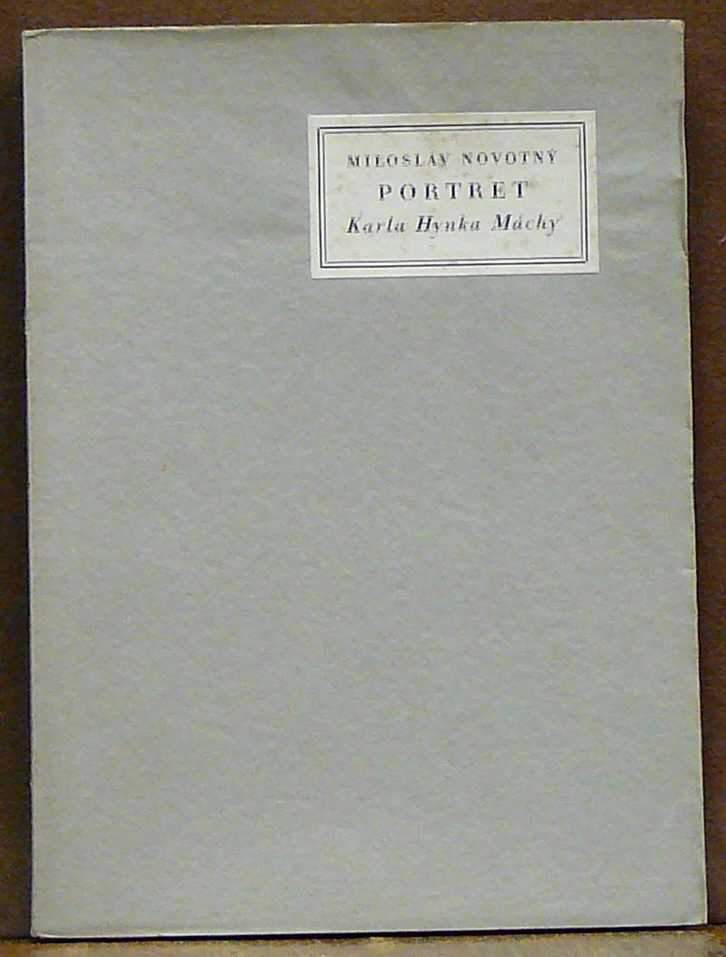 MILOSLAV NOVOTNÝ
PORTRET
Karla Hynka Máchy